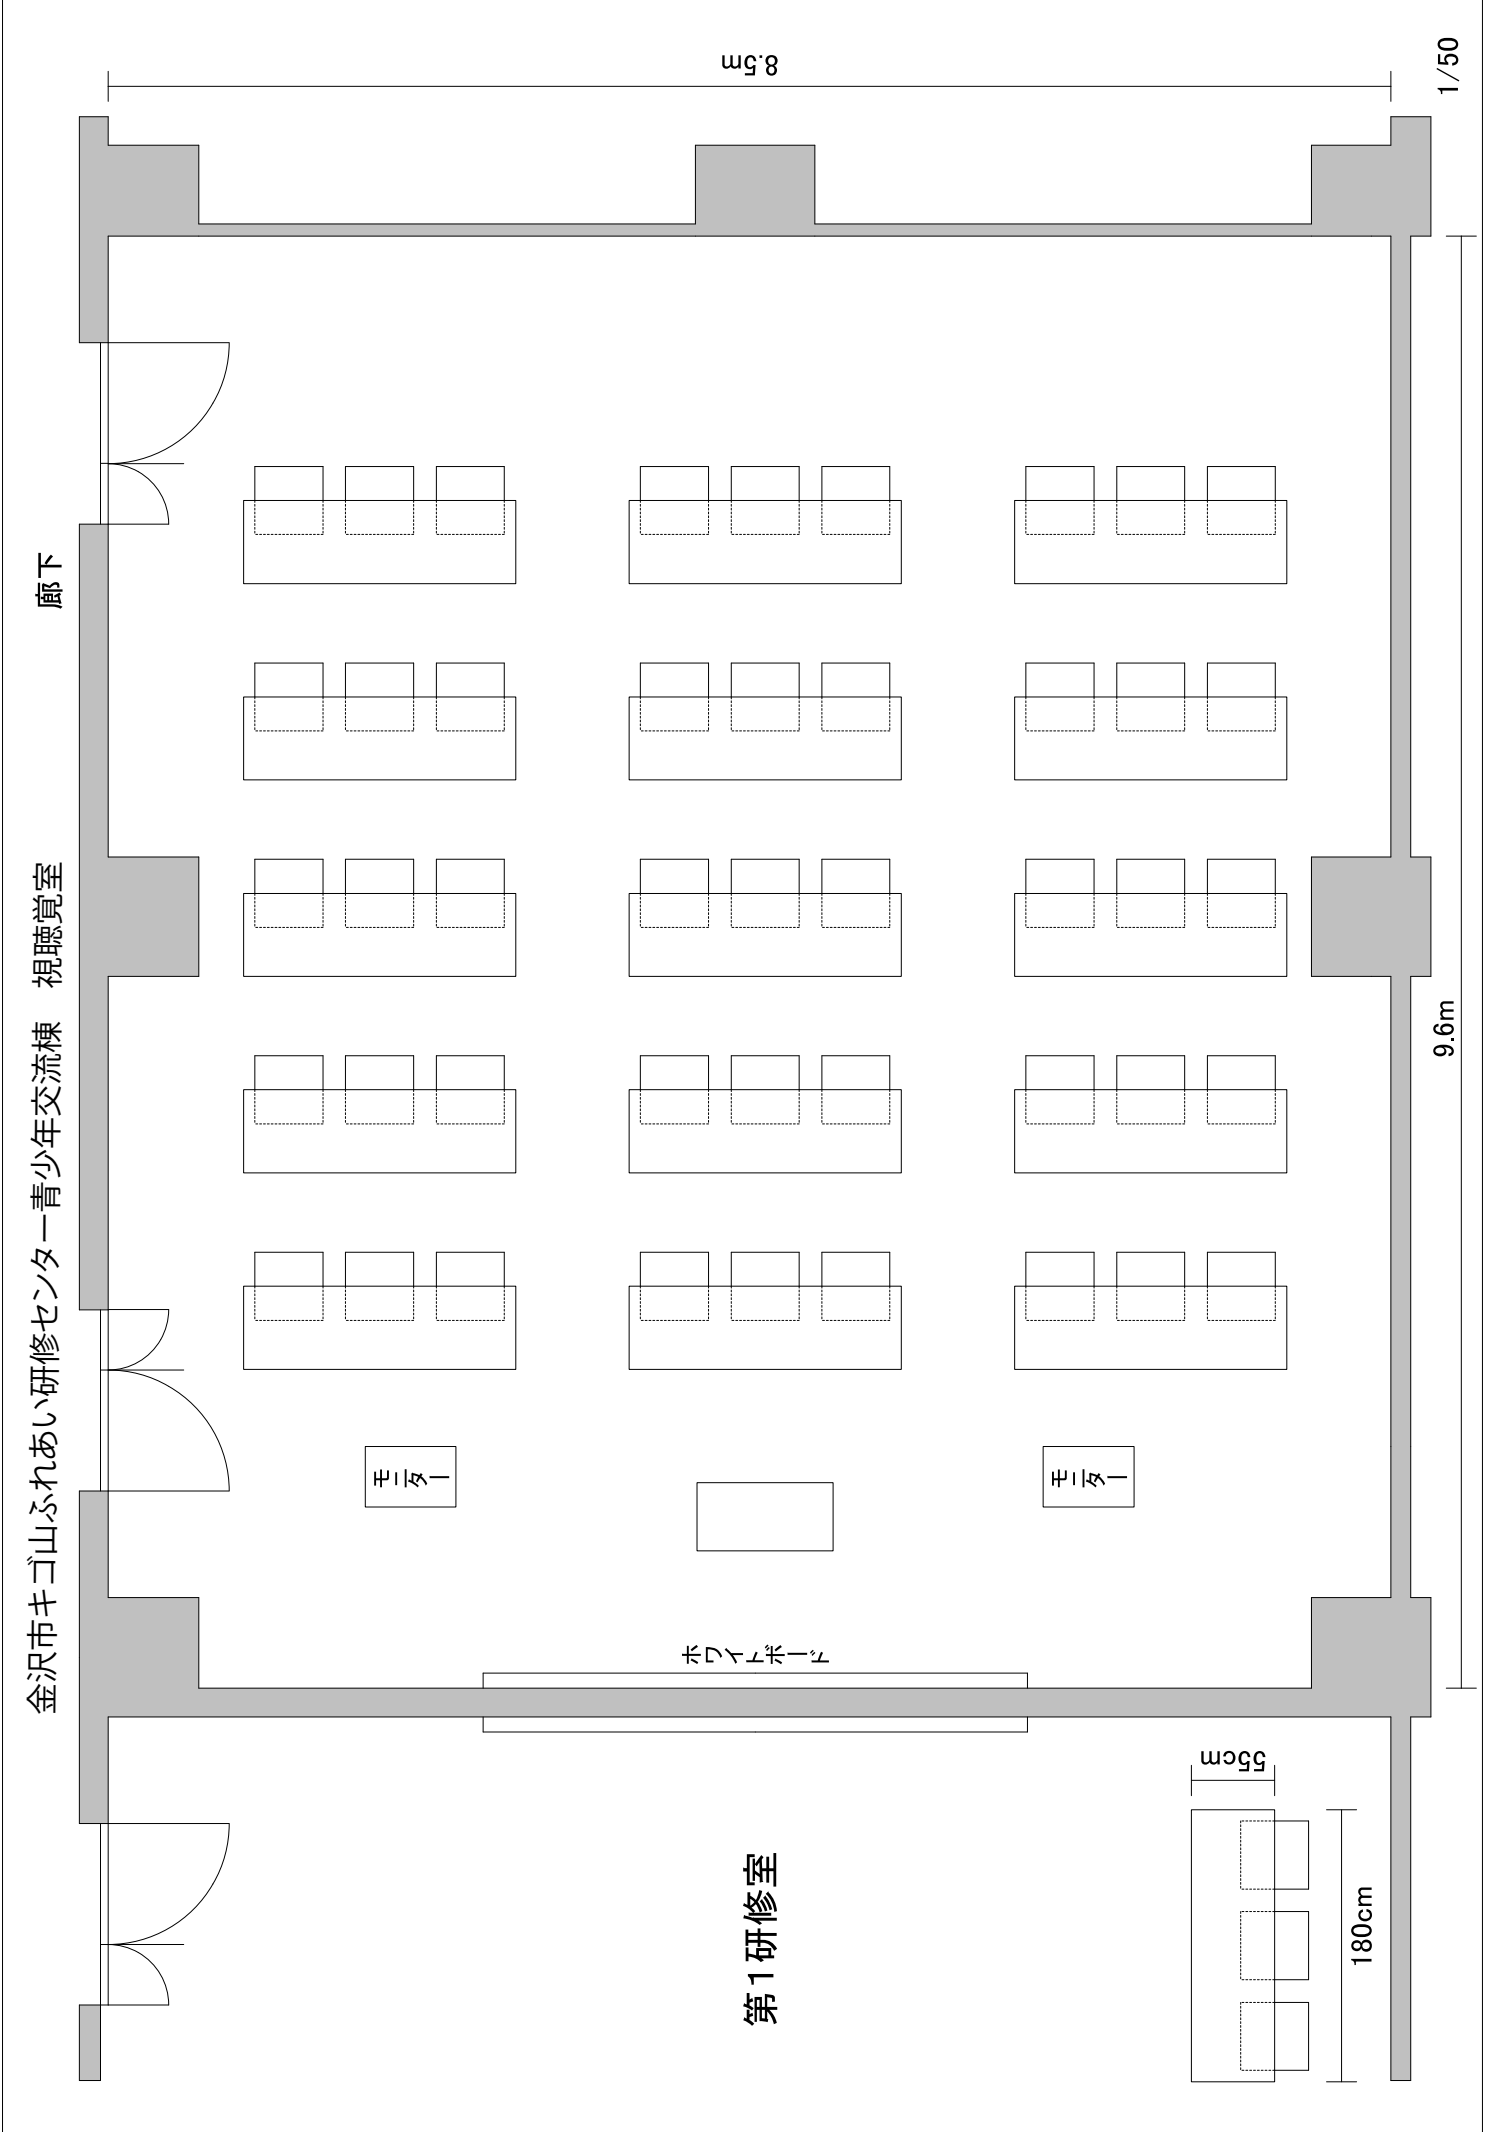 金沢市キゴ山ふれあい研修センター青少年交流棟　視聴覚室
廊下
8.5m
1/50
9.6m
モニター
モニター
ホワイトボード
第1研修室
55cm
180cm